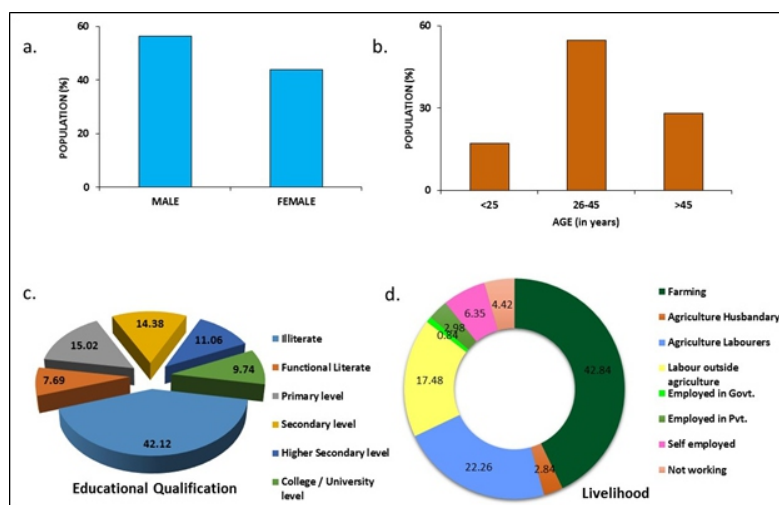 a.
60
40
20
0
POPULATION (%)
MALE FEMALE
b.
60
30
0
POPULATION (%)
<25 26-45 >45
AGE (in years)
c.
14.38
15.02
11.06
7.69
9.74
42.12
Illiterate
Functional Literate
Primary level
Secondary level
Higher Secondary level
College / University
level
Educational Qualification
d.
4.42
6.35
2.98
0.84
17.48
42.84
22.26
2.84
Farming
Agriculture Husbandary
Agriculture Labourers
Labour outside
agriculture
Employed in Govt.
Employed in Pvt.
Self employed
Not working
Livelihood